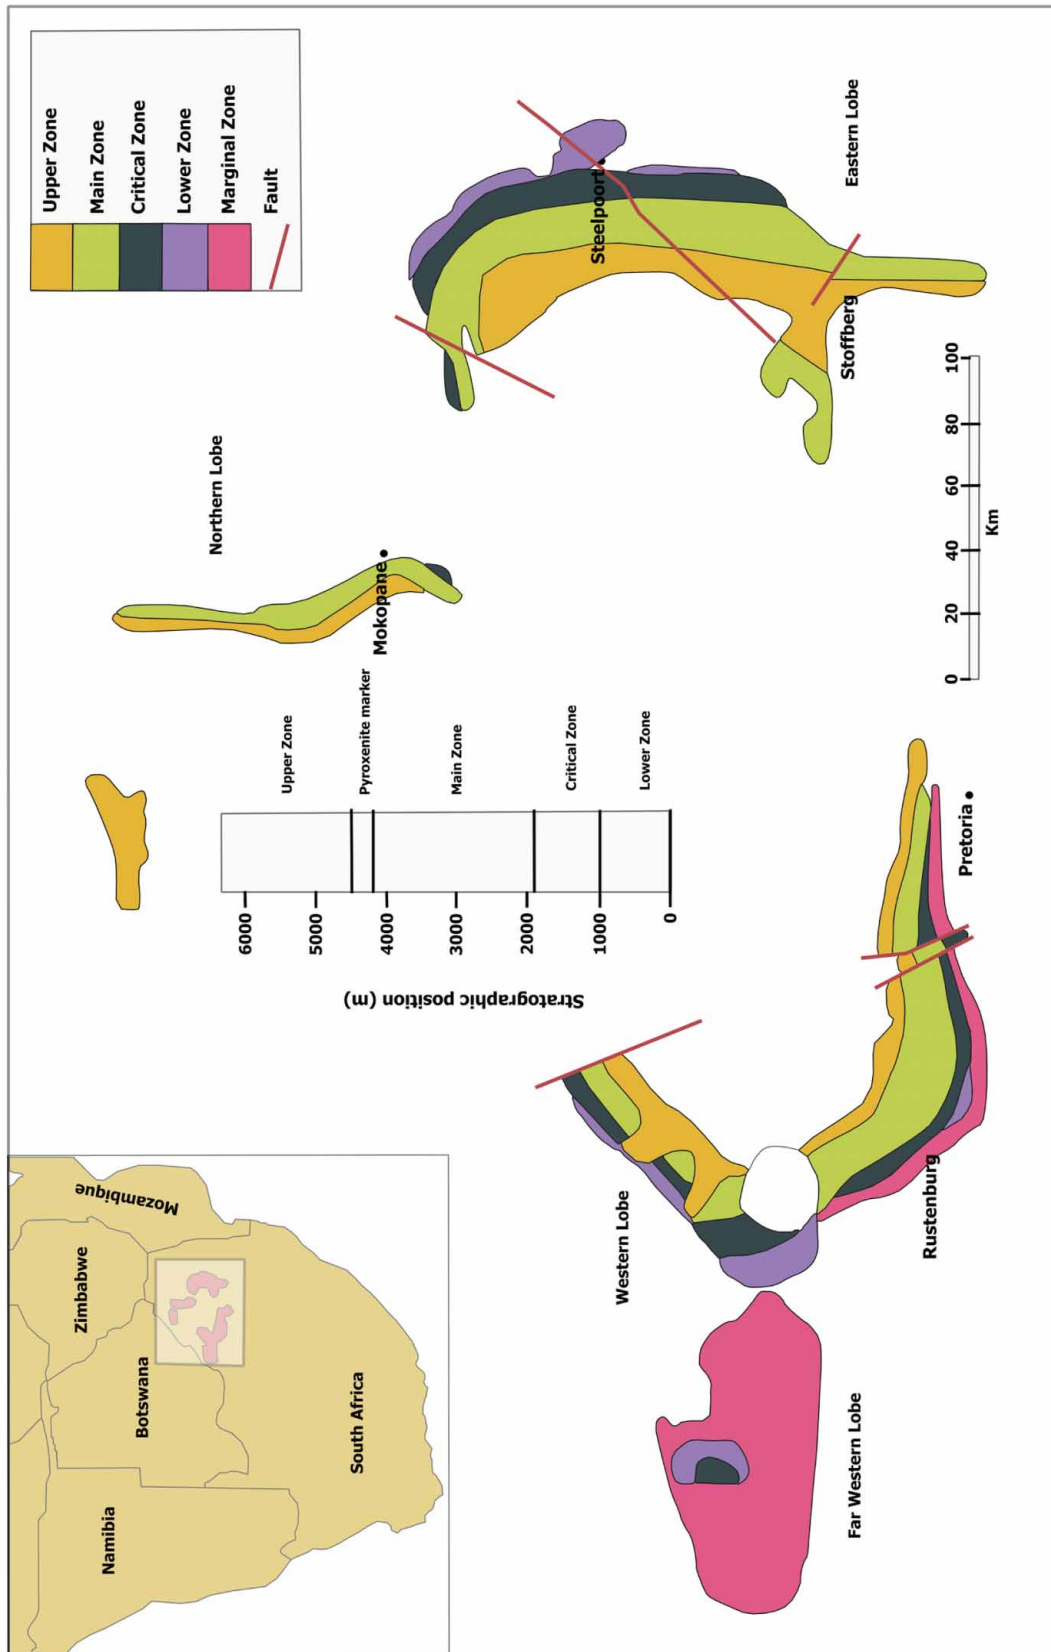 Namibia
Botswana
Zimbabwe
Mozambique
South Africa
Stratographic position (m)
6000
5000
4000
3000
2000
1000
0
Upper Zone
Pyroxenite marker
Main Zone
Critical Zone
Lower Zone
Northern Lobe
Mokopane
Upper Zone
Main Zone
Critical Zone
Lower Zone
Marginal Zone
Fault
Far Western Lobe
Western Lobe
Rustenburg
Pretoria
Steelpoort
Stoffberg
Eastern Lobe
0
20
40
60
80
100
Km